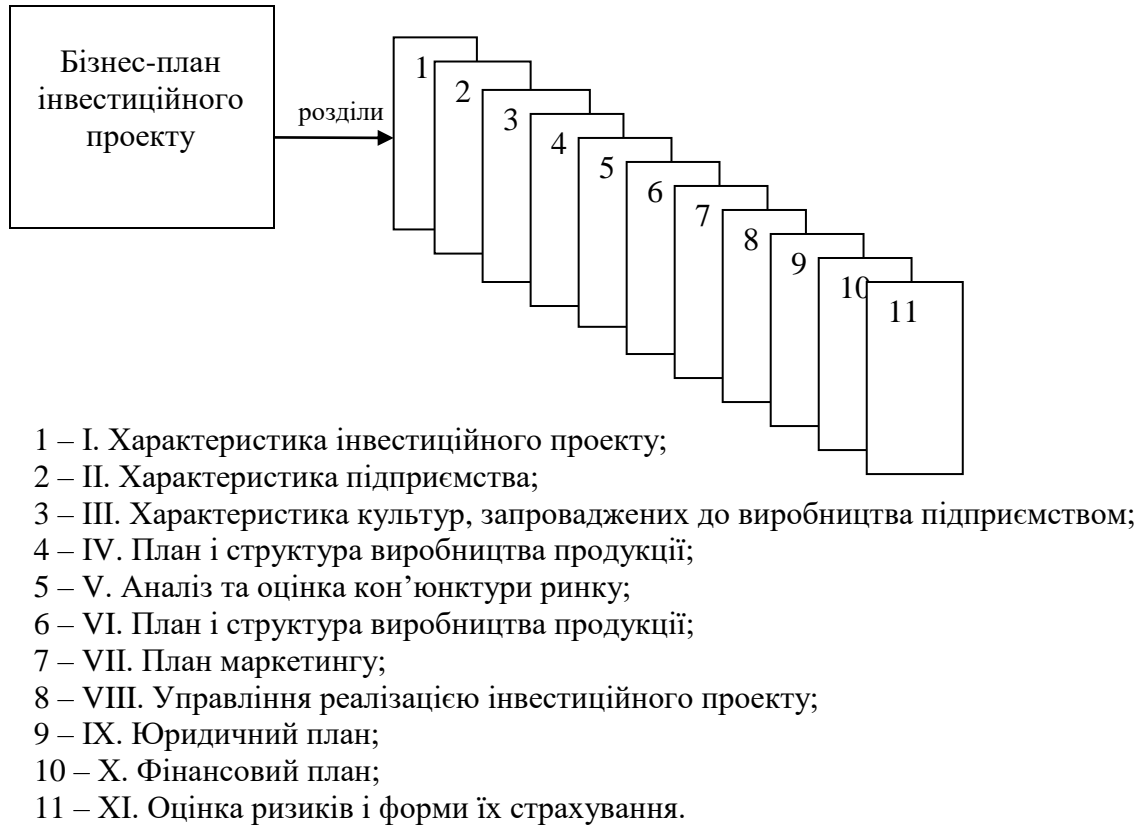 Бізнес-план
інвестиційного
проекту
розділи
1
2
3
4
5
6
7
8
9
10
11
1 – I. Характеристика інвестиційного проекту;
2 – II. Характеристика підприємства;
3 – III. Характеристика культур, запроваджених до виробництва підприємством;
4 – IV. План і структура виробництва продукції;
5 – V. Аналіз та оцінка кон’юнктури ринку;
6 – VI. План і структура виробництва продукції;
7 – VII. План маркетингу;
8 – VIII. Управління реалізацією інвестиційного проекту;
9 – IX. Юридичний план;
10 – X. Фінансовий план;
11 – XI. Оцінка ризиків і форми їх страхування.